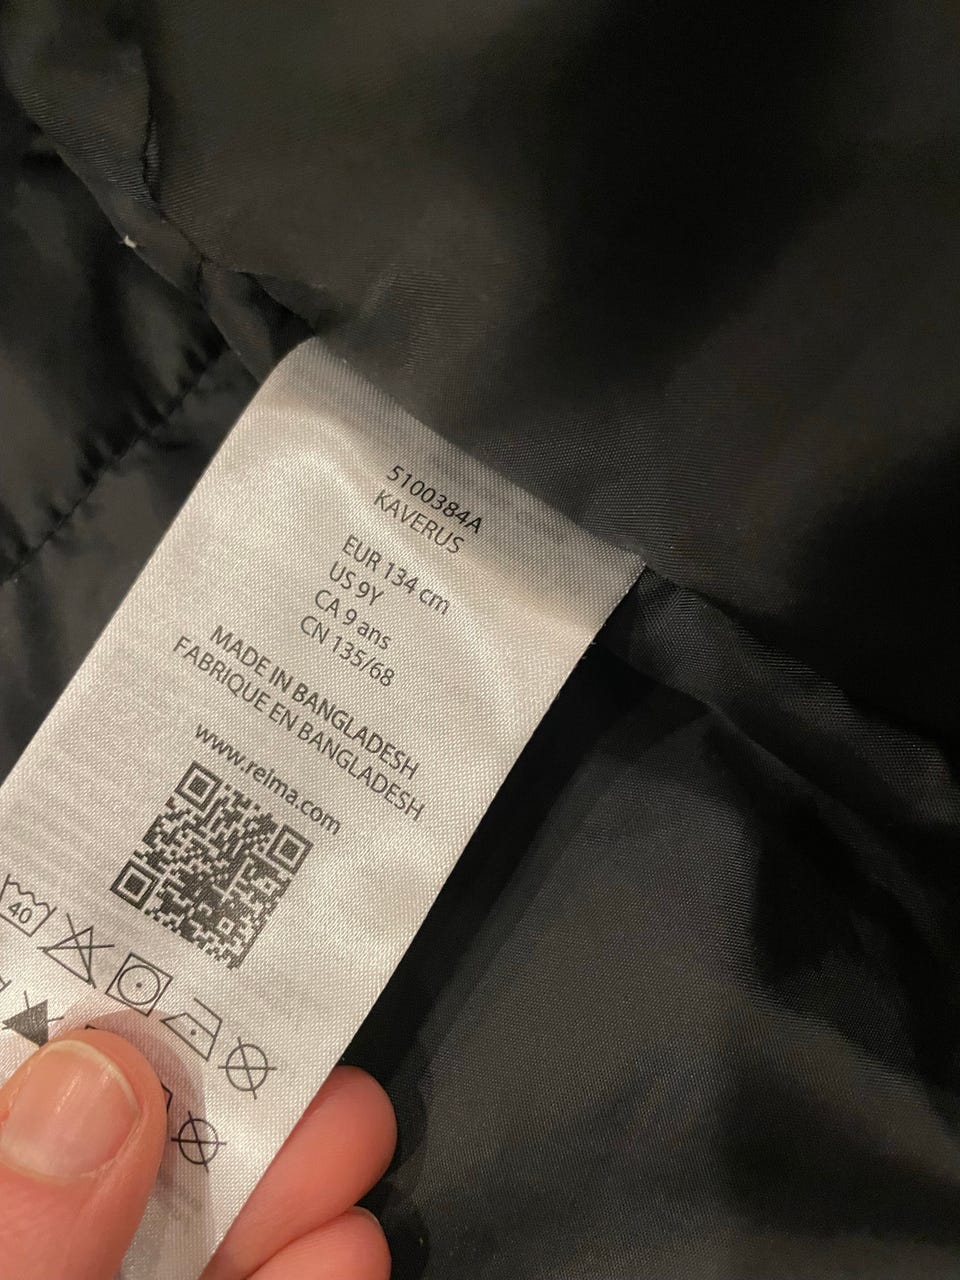 5100384A
KAVERUS
EUR 134 cm
US 9Y
CA 9 ans
CN 135/68
MADE IN BANGLADESH
FABRIQUE EN BANGLADESH
www.reima.com
40